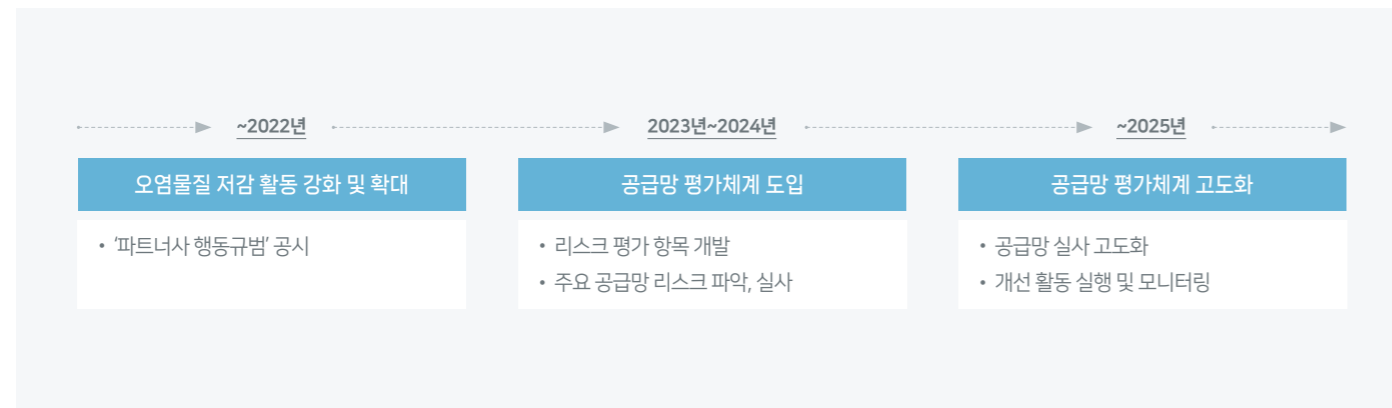 ~2022년
오염물질 저감 활동 강화 및 확대
• ‘파트너사 행동규범’ 공시
2023년~2024년
공급망 평가체계 도입
• 리스크 평가 항목 개발
• 주요 공급망 리스크 파악, 실사
~2025년
공급망 평가체계 고도화
• 공급망 실사 고도화
• 개선 활동 실행 및 모니터링